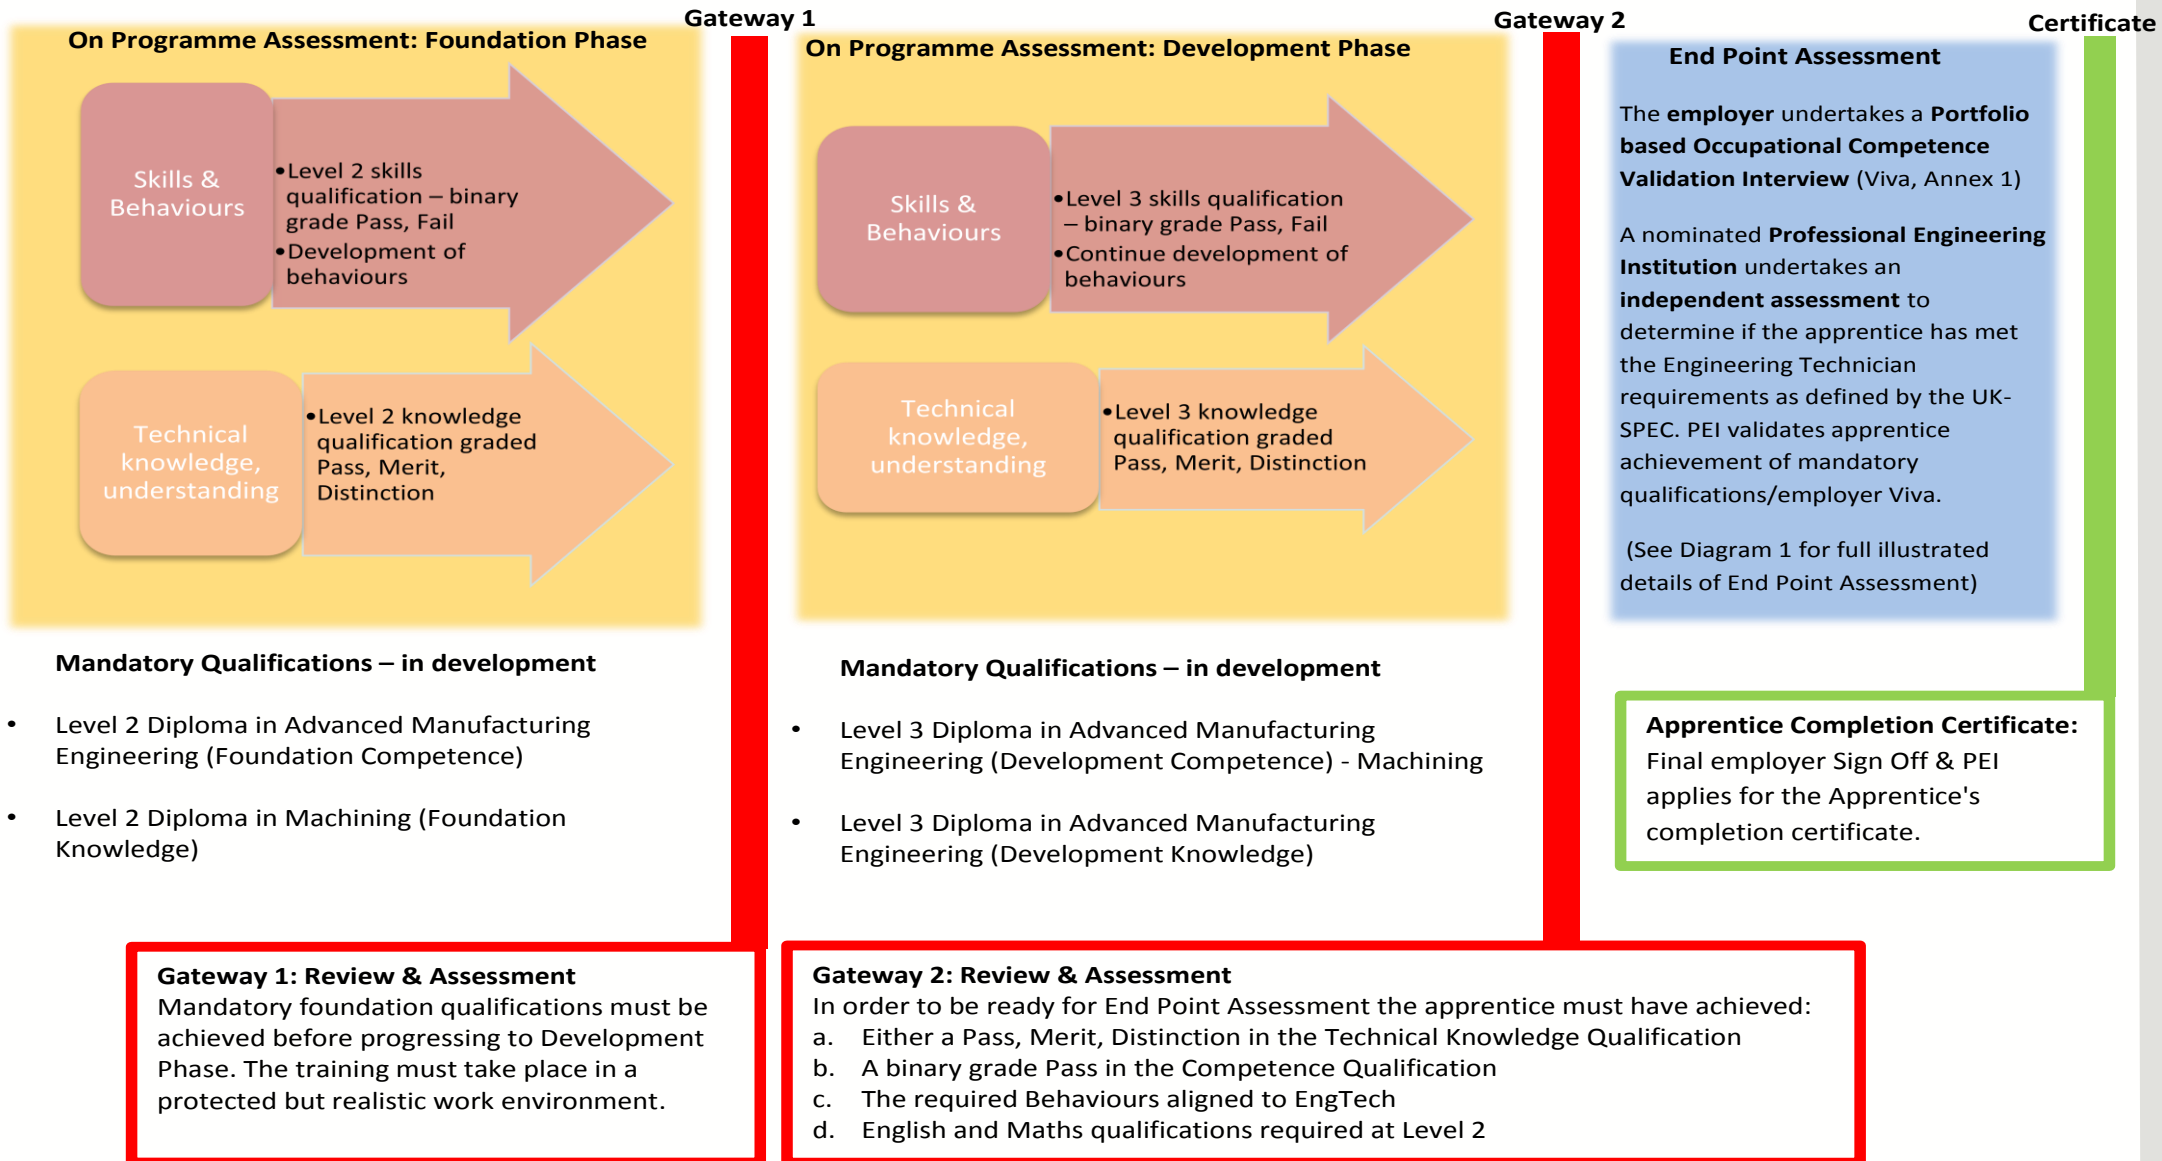 Gateway 1
On Programme Assessment: Foundation Phase
Skills &
Behaviours
•Level 2 skills
qualification – binary
grade Pass, Fail
•Development of
behaviours
Technical
knowledge,
understanding
•Level 2 knowledge
qualification graded
Pass, Merit,
Distinction
Mandatory Qualifications – in development
• Level 2 Diploma in Advanced Manufacturing
Engineering (Foundation Competence)
• Level 2 Diploma in Machining (Foundation
Knowledge)
Gateway 1: Review & Assessment
Mandatory foundation qualifications must be
achieved before progressing to Development
Phase. The training must take place in a
protected but realistic work environment.
Gateway 2
On Programme Assessment: Development Phase
Skills &
Behaviours
•Level 3 skills qualification
– binary grade Pass, Fail
•Continue development of
behaviours
Technical
knowledge,
understanding
•Level 3 knowledge
qualification graded
Pass, Merit, Distinction
Mandatory Qualifications – in development
• Level 3 Diploma in Advanced Manufacturing
Engineering (Development Competence) - Machining
• Level 3 Diploma in Advanced Manufacturing
Engineering (Development Knowledge)
Gateway 2: Review & Assessment
In order to be ready for End Point Assessment the apprentice must have achieved:
a. Either a Pass, Merit, Distinction in the Technical Knowledge Qualification
b. A binary grade Pass in the Competence Qualification
c. The required Behaviours aligned to EngTech
d. English and Maths qualifications required at Level 2
Certificate
End Point Assessment
The employer undertakes a Portfolio
based Occupational Competence
Validation Interview (Viva, Annex 1)
A nominated Professional Engineering
Institution undertakes an
independent assessment to
determine if the apprentice has met
the Engineering Technician
requirements as defined by the UK-
SPEC. PEI validates apprentice
achievement of mandatory
qualifications/employer Viva.
(See Diagram 1 for full illustrated
details of End Point Assessment)
Apprentice Completion Certificate:
Final employer Sign Off & PEI
applies for the Apprentice's
completion certificate.